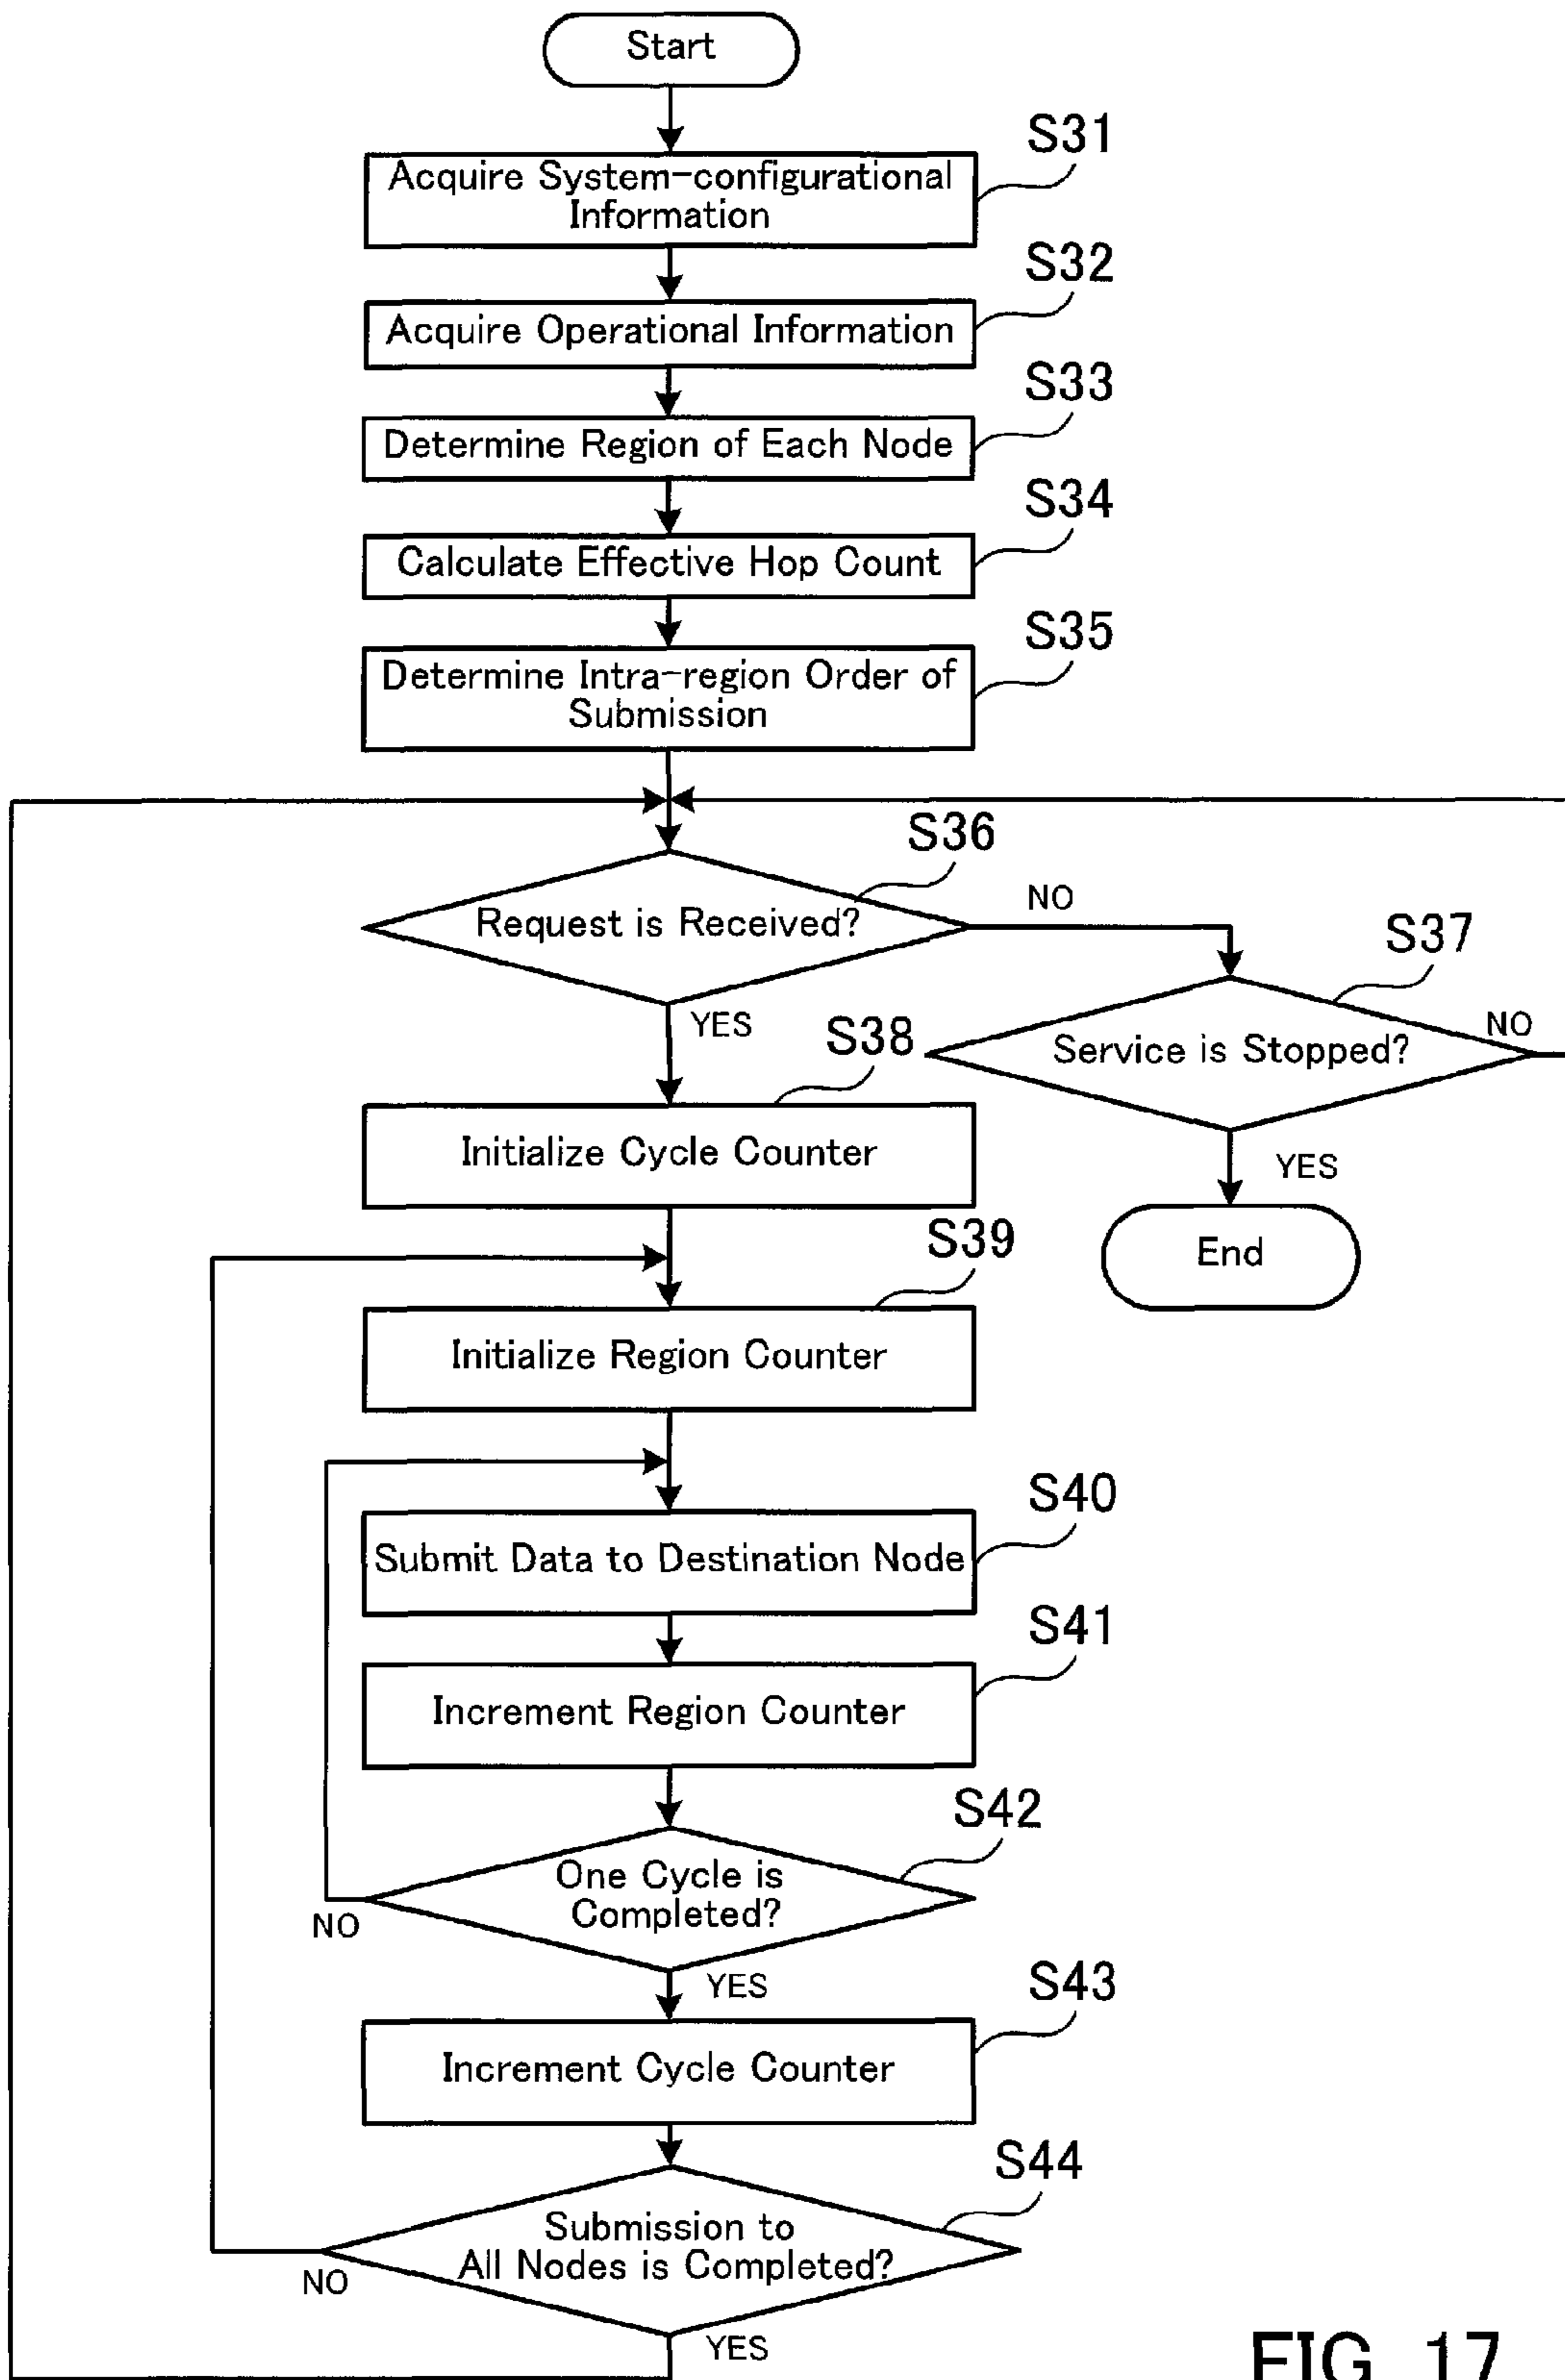 Start
S31
Acquire System-configurational
Information
S32
Acquire Operational Information
S33
Determine Region of Each Node
S34
Calculate Effective Hop Count
S35
Determine Intra-region Order of
Submission
S36
Request is Received?
NO
YES
S37
Service is Stopped?
NO
YES
End
S38
Initialize Cycle Counter
S39
Initialize Region Counter
S40
Submit Data to Destination Node
S41
Increment Region Counter
S42
One Cycle is
Completed?
NO
YES
S43
Increment Cycle Counter
S44
Submission to
All Nodes is Completed?
NO
YES
FIG. 17